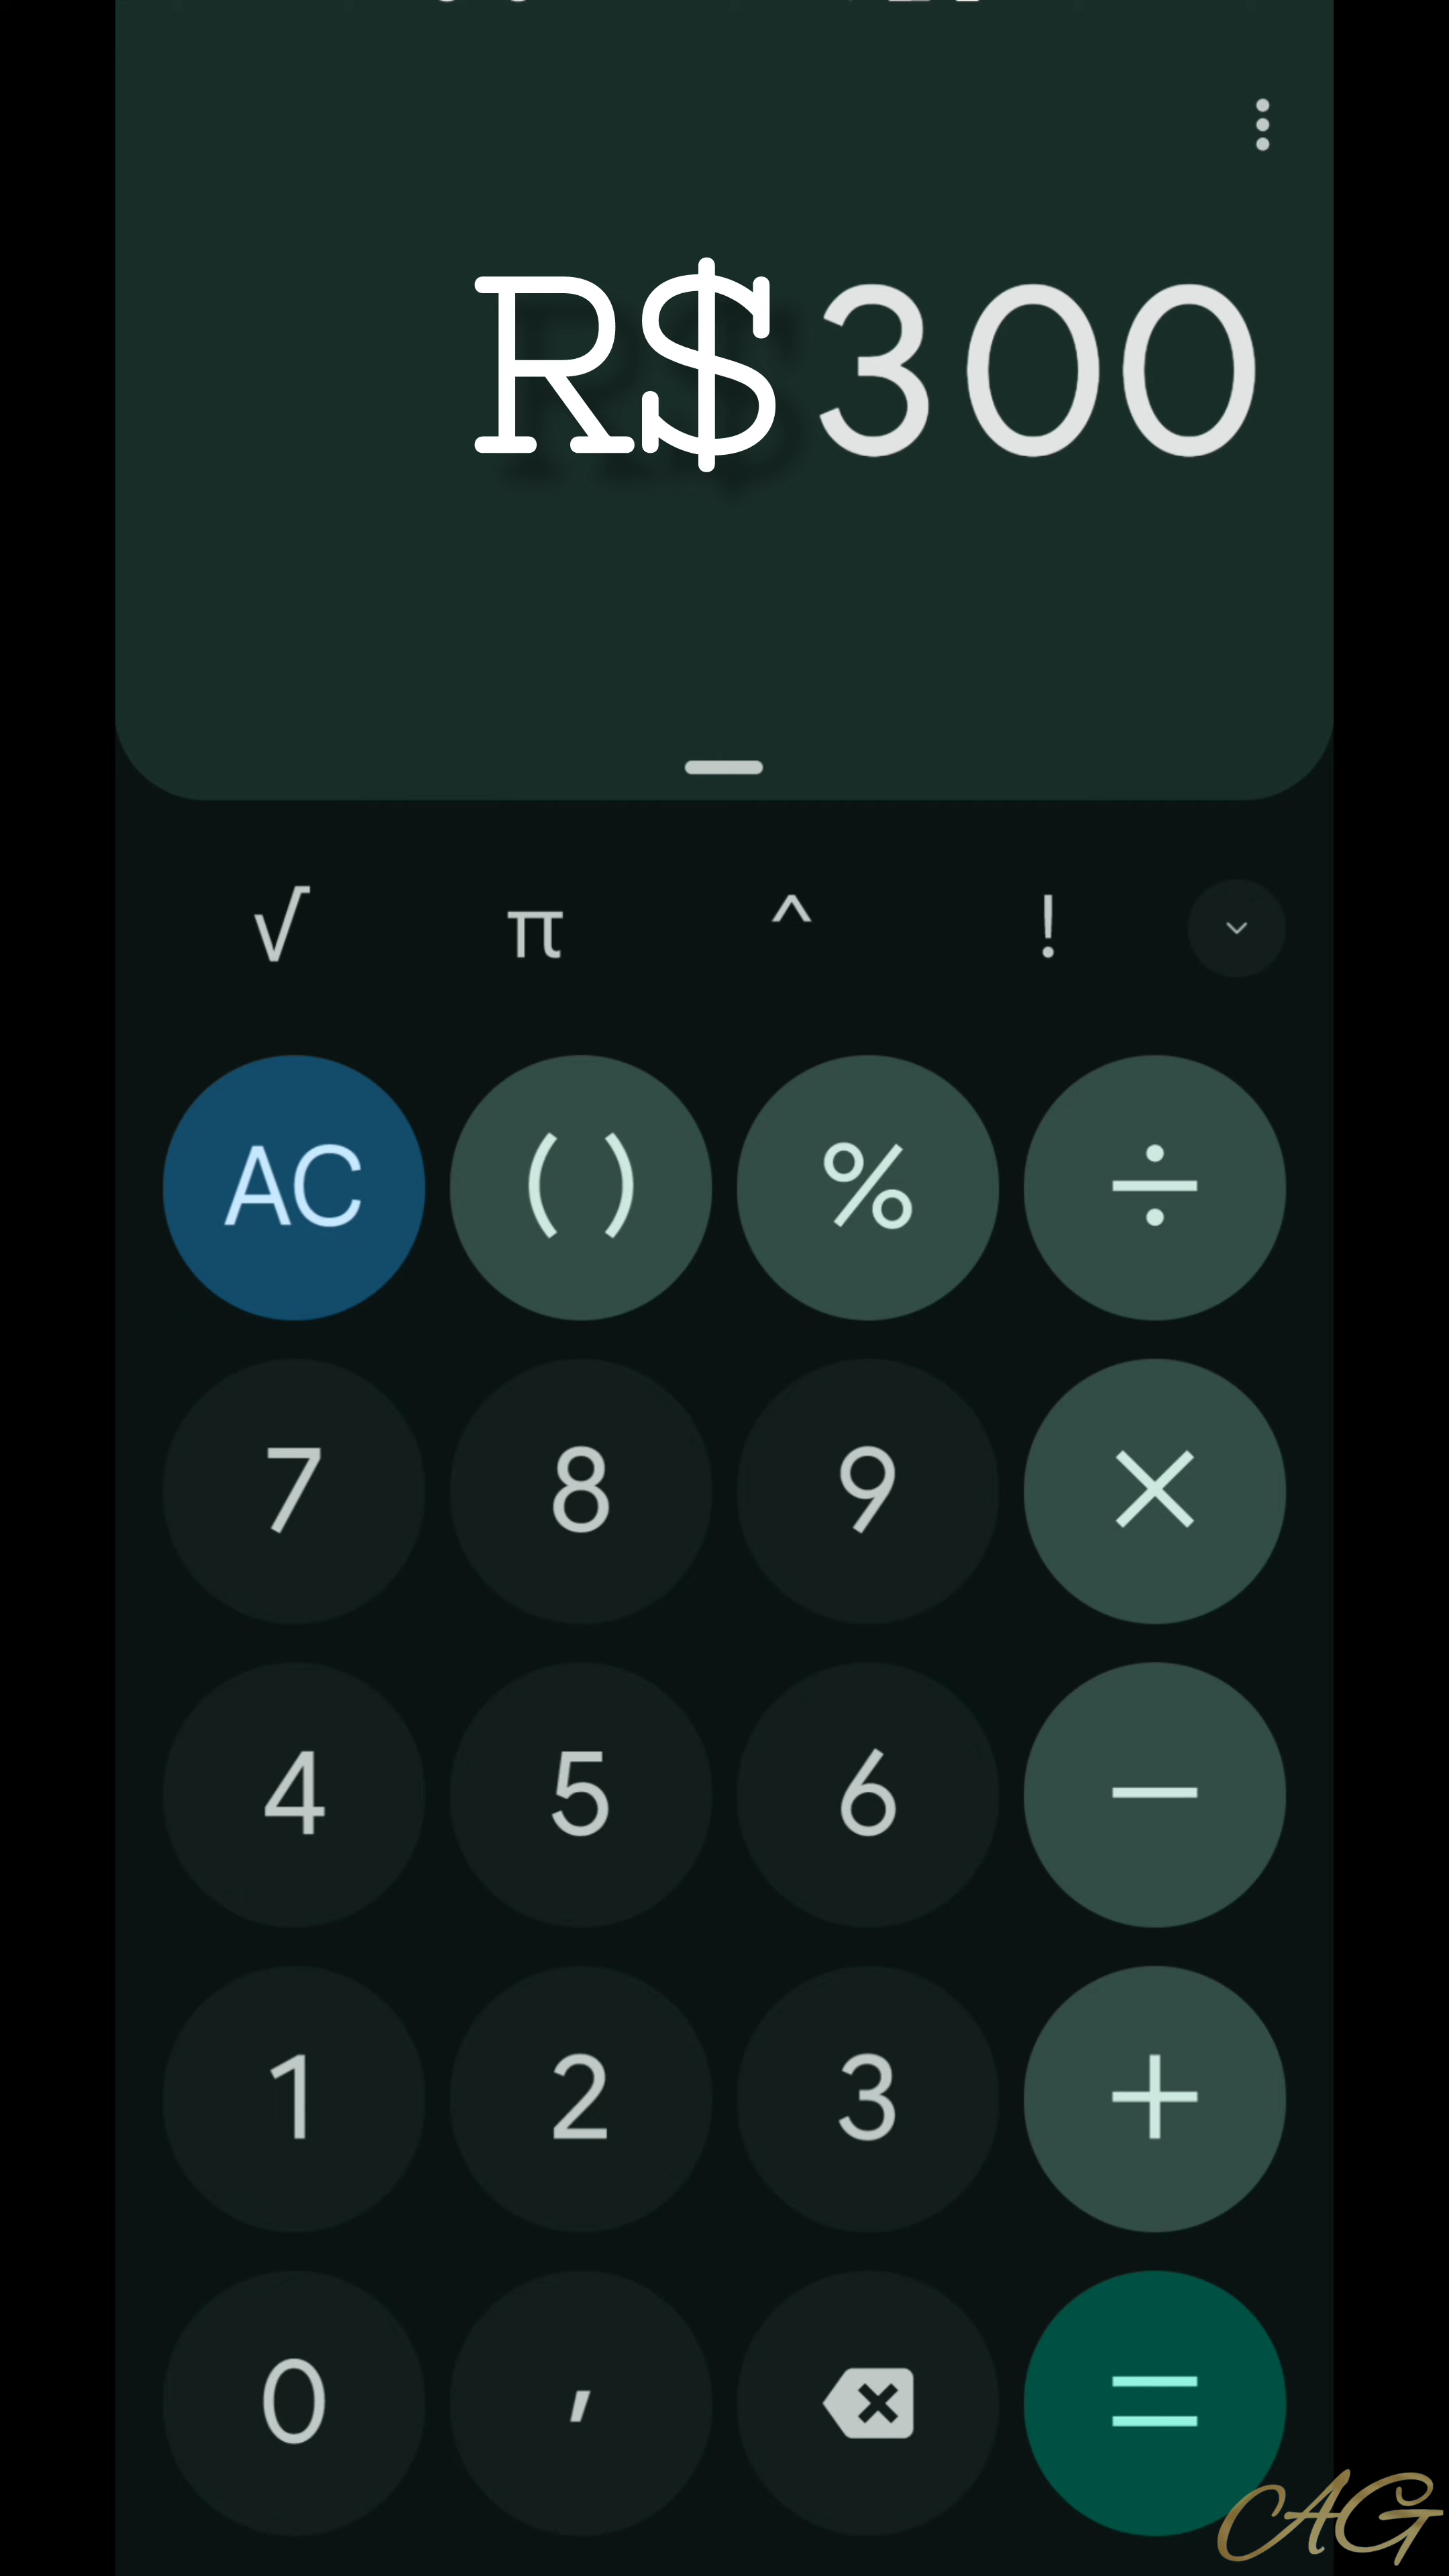 R$300
√ π ^ !
AC ( ) % ÷
7 8 9 ×
4 5 6 −
1 2 3 +
0 , =
CAG